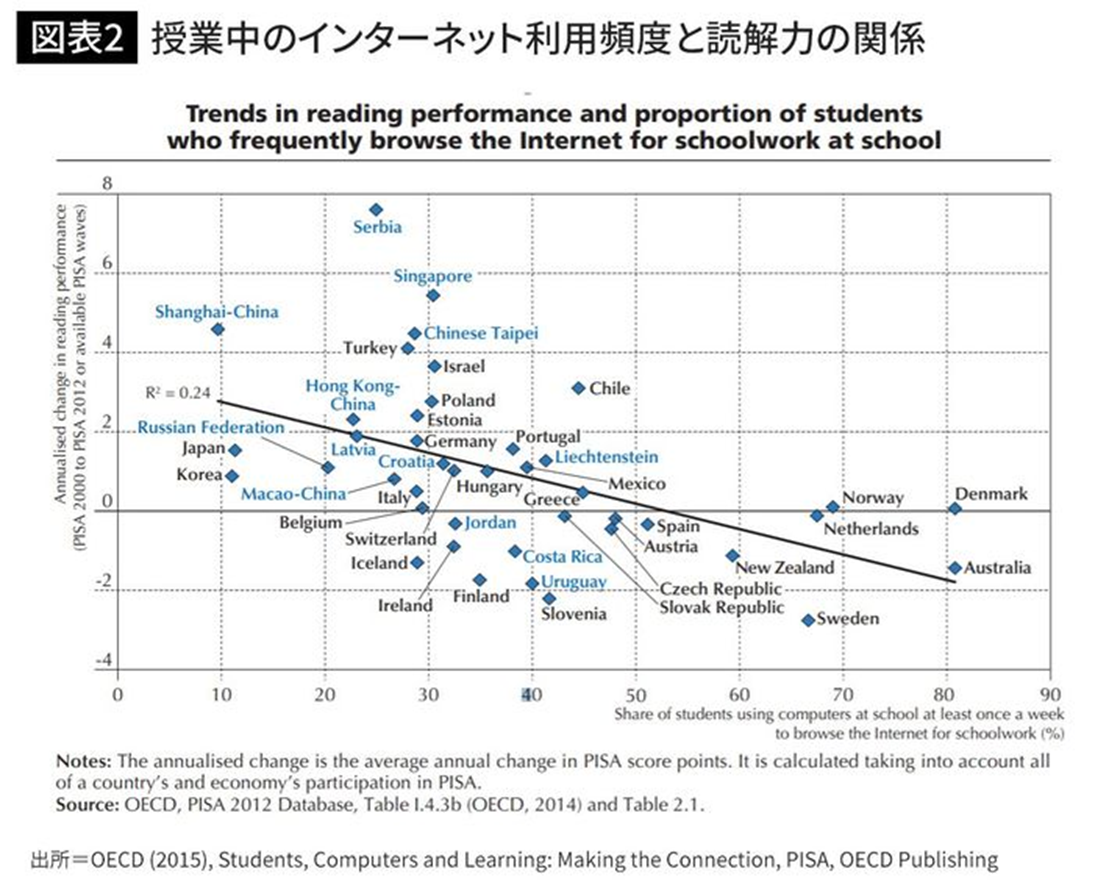 図表2 授業中のインターネット利用頻度と読解力の関係
Trends in reading performance and proportion of students
who frequently browse the Internet for schoolwork at school
Annualised change in reading performance
(PISA 2000 to PISA 2012 or available PISA waves)
8
6
4
2
0
-2
-4
Serbia
Singapore
Shanghai-China
Chinese Taipei
Turkey
Israel
R² = 0.24
Hong Kong-
China
Chile
Poland
Estonia
Russian Federation
Germany
Portugal
Japan
Latvia
Liechtenstein
Croatia
Korea
Hungary
Mexico
Macao-China
Italy
Greece
Norway
Denmark
Belgium
Jordan
Spain
Netherlands
Switzerland
Austria
Iceland
Costa Rica
New Zealand
Australia
Uruguay
Czech Republic
Ireland
Finland
Slovak Republic
Slovenia
Sweden
0 10 20 30 40 50 60 70 80 90
Share of students using computers at school at least once a week
to browse the Internet for schoolwork (%)
Notes: The annualised change is the average annual change in PISA score points. It is calculated taking into account all
of a country's and economy's participation in PISA.
Source: OECD, PISA 2012 Database, Table I.4.3b (OECD, 2014) and Table 2.1.
出所＝OECD (2015), Students, Computers and Learning: Making the Connection, PISA, OECD Publishing